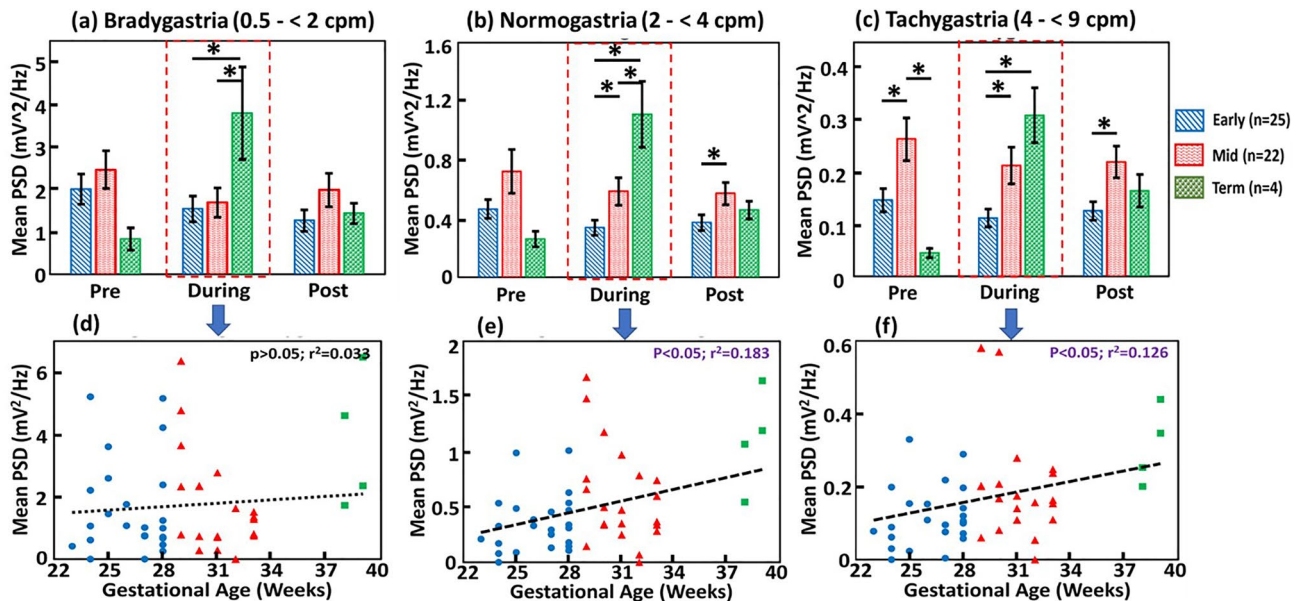 (a) Bradygastria (0.5 - < 2 cpm)
Mean PSD (mV²/Hz)
5
4
3
2
1
0
*
*
Pre
During
Post
(b) Normogastria (2 - < 4 cpm)
Mean PSD (mV²/Hz)
1.6
1.2
0.8
0.4
0
*
*
*
*
Pre
During
Post
(c) Tachygastria (4 - < 9 cpm)
Mean PSD (mV²/Hz)
0.4
0.3
0.2
0.1
0
*
*
*
*
*
Pre
During
Post
Early (n=25)
Mid (n=22)
Term (n=4)
(d)
p>0.05; r²=0.033
Mean PSD (mV²/Hz)
6
4
2
0
22 25 28 31 34 37 40
Gestational Age (Weeks)
(e)
P<0.05; r²=0.183
Mean PSD (mV²/Hz)
2
1.5
1
0.5
0
22 25 28 31 34 37 40
Gestational Age (Weeks)
(f)
P<0.05; r²=0.126
Mean PSD (mV²/Hz)
0.6
0.4
0.2
0
22 25 28 31 34 37 40
Gestational Age (Weeks)